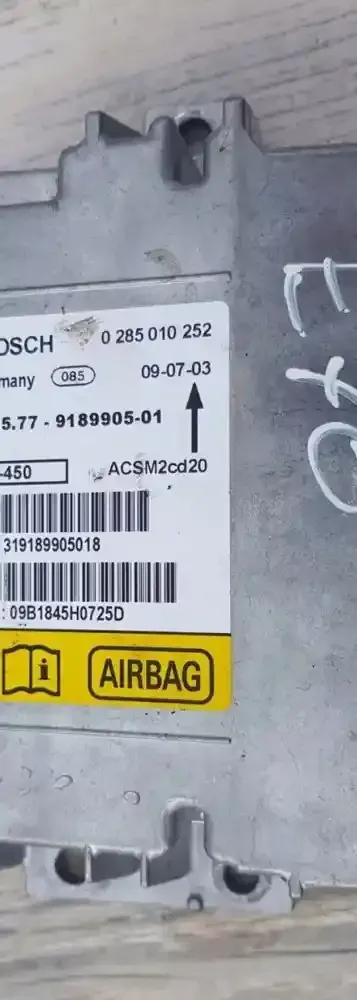 OSCH 0 285 010 252
many 085 09-07-03
5.77 - 9189905-01
-450 ACSM2cd20
319189905018
: 09B1845H0725D
i AIRBAG